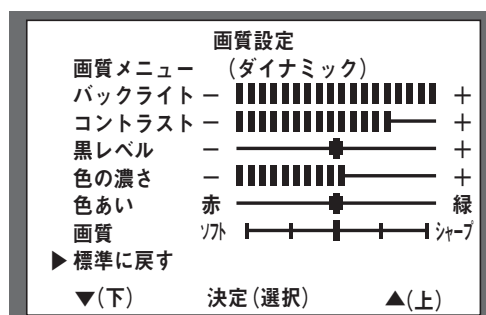 画質設定
画質メニュー (ダイナミック)
バックライト － ＋
コントラスト － ＋
黒レベル － ＋
色の濃さ － ＋
色あい 赤 緑
画質 ソフト シャープ
▶標準に戻す
▼(下) 決定(選択) ▲(上)